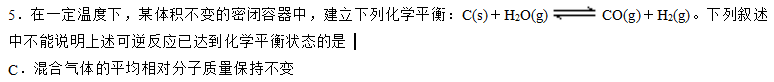 5．在一定温度下，某体积不变的密闭容器中，建立下列化学平衡：C(s)＋H₂O(g) ⇌ CO(g)＋H₂(g)。下列叙述
中不能说明上述可逆反应已达到化学平衡状态的是
C．混合气体的平均相对分子质量保持不变